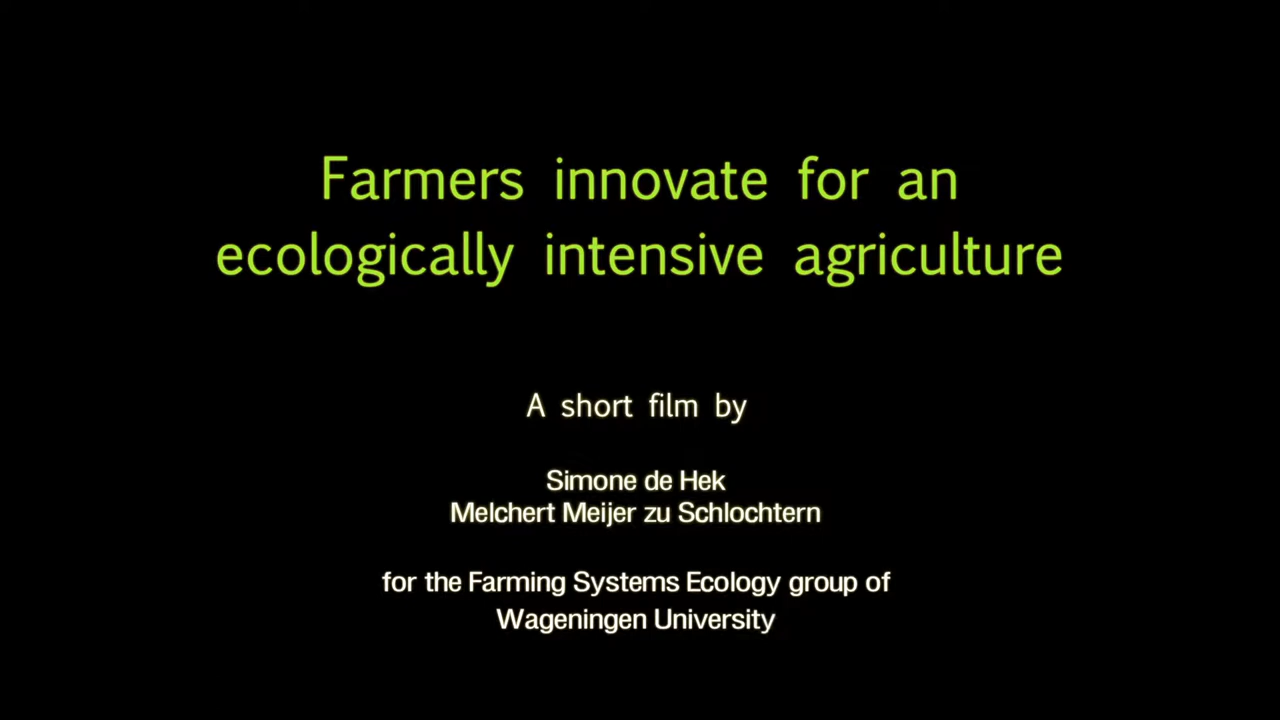 Farmers innovate for an
ecologically intensive agriculture
A short film by
Simone de Hek
Melchert Meijer zu Schlochtern
for the Farming Systems Ecology group of
Wageningen University